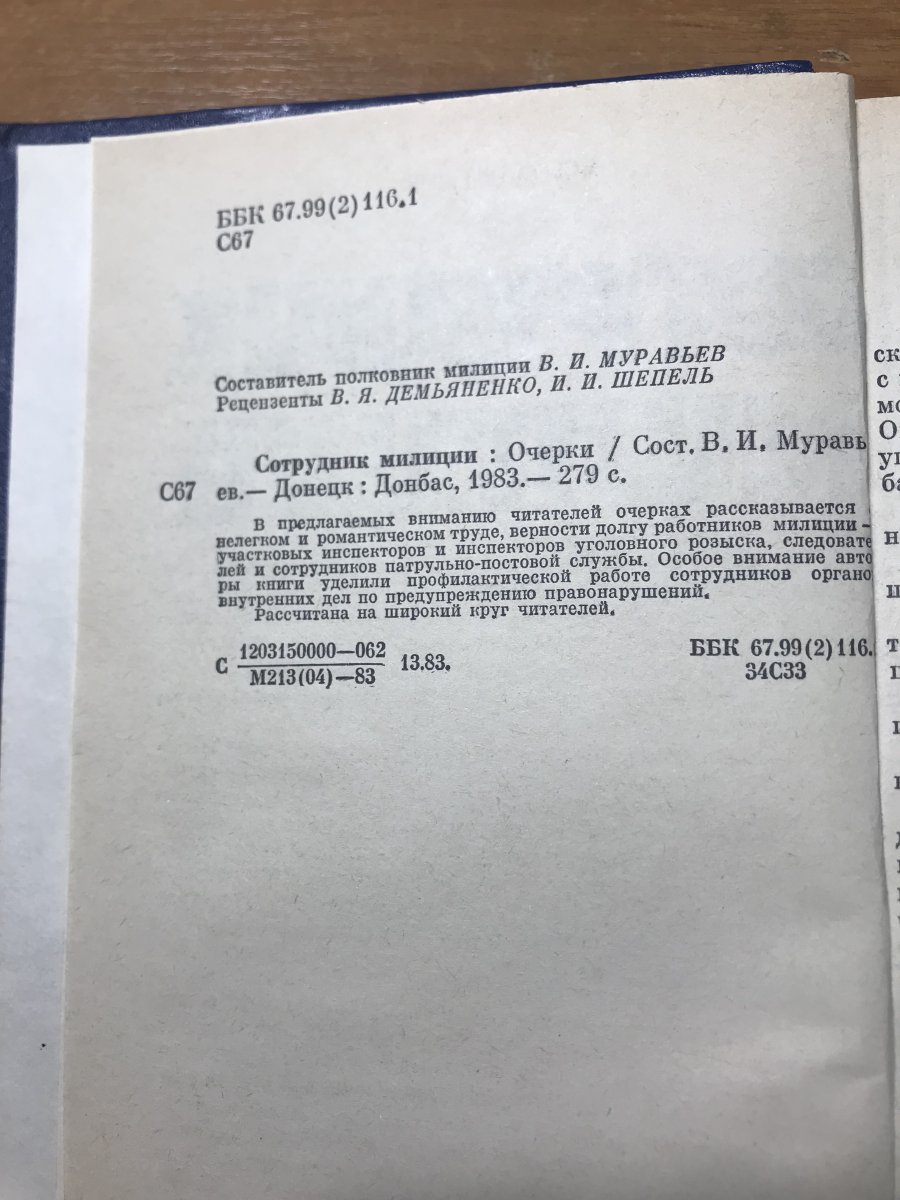 ББК 67.99(2)116.1
С67
Составитель полковник милиции В. И. МУРАВЬЕВ
Рецензенты В. Я. ДЕМЬЯНЕНКО, И. И. ШЕПЕЛЬ
Сотрудник милиции : Очерки / Сост. В. И. Муравь
С67 ев.— Донецк : Донбас, 1983.— 279 с.
В предлагаемых вниманию читателей очерках рассказывается
нелегком и романтическом труде, верности долгу работников милиции —
участковых инспекторов и инспекторов уголовного розыска, следовате
лей и сотрудников патрульно-постовой службы. Особое внимание авто
ры книги уделили профилактической работе сотрудников органо
внутренних дел по предупреждению правонарушений.
Рассчитана на широкий круг читателей.
С 1203150000—062 13.83. ББК 67.99(2)116.
М213(04)—83 34С33
ск
с
О